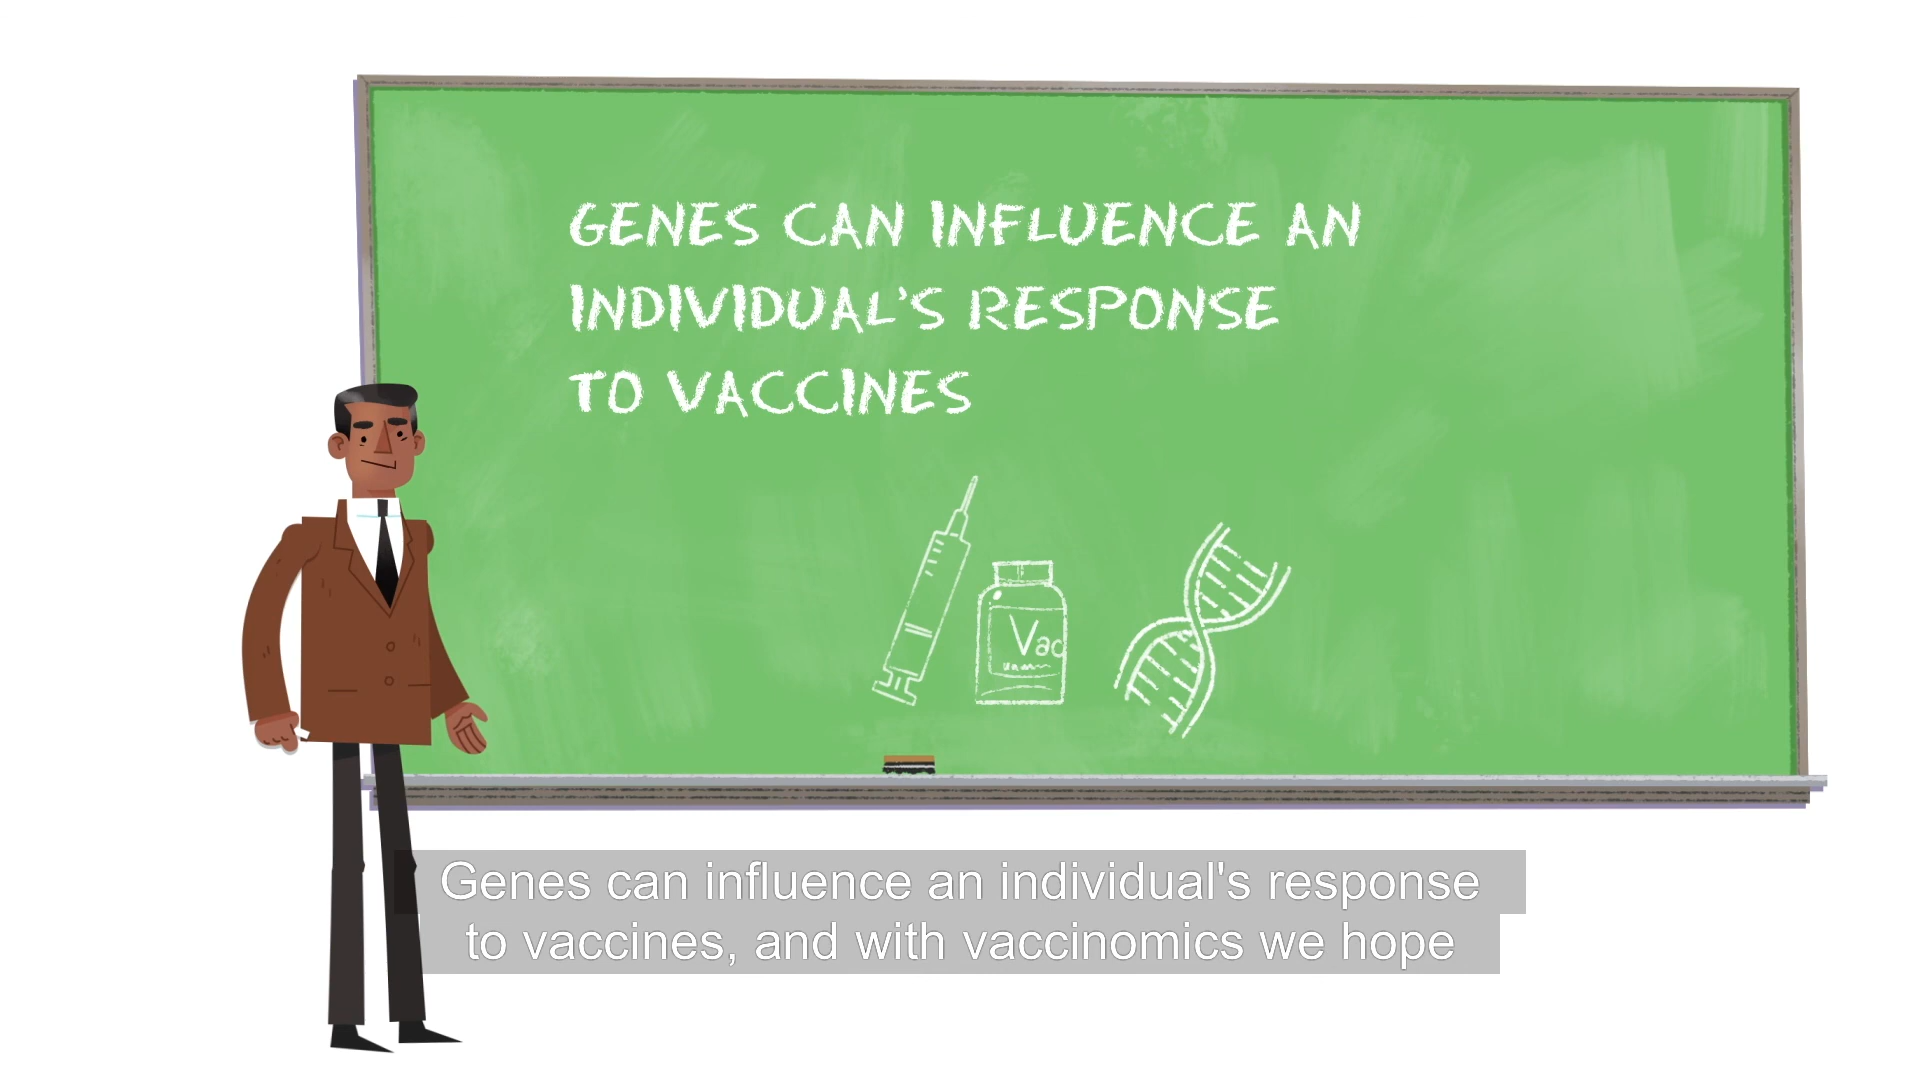 GENES CAN INFLUENCE AN
INDIVIDUAL'S RESPONSE
TO VACCINES
Vac
Genes can influence an individual's response
to vaccines, and with vaccinomics we hope